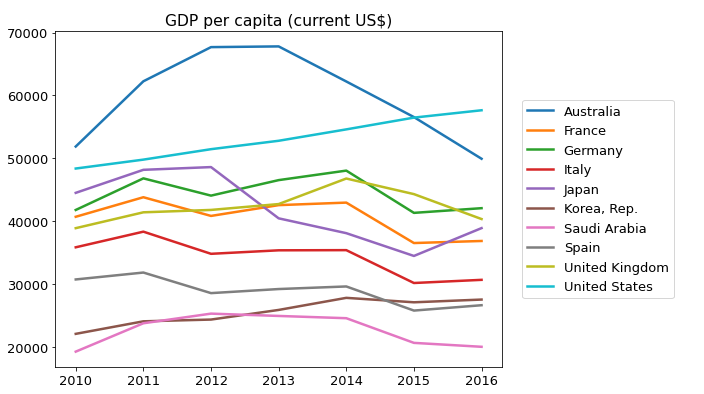 GDP per capita (current US$)
70000
60000
50000
40000
30000
20000
2010 2011 2012 2013 2014 2015 2016
Australia
France
Germany
Italy
Japan
Korea, Rep.
Saudi Arabia
Spain
United Kingdom
United States